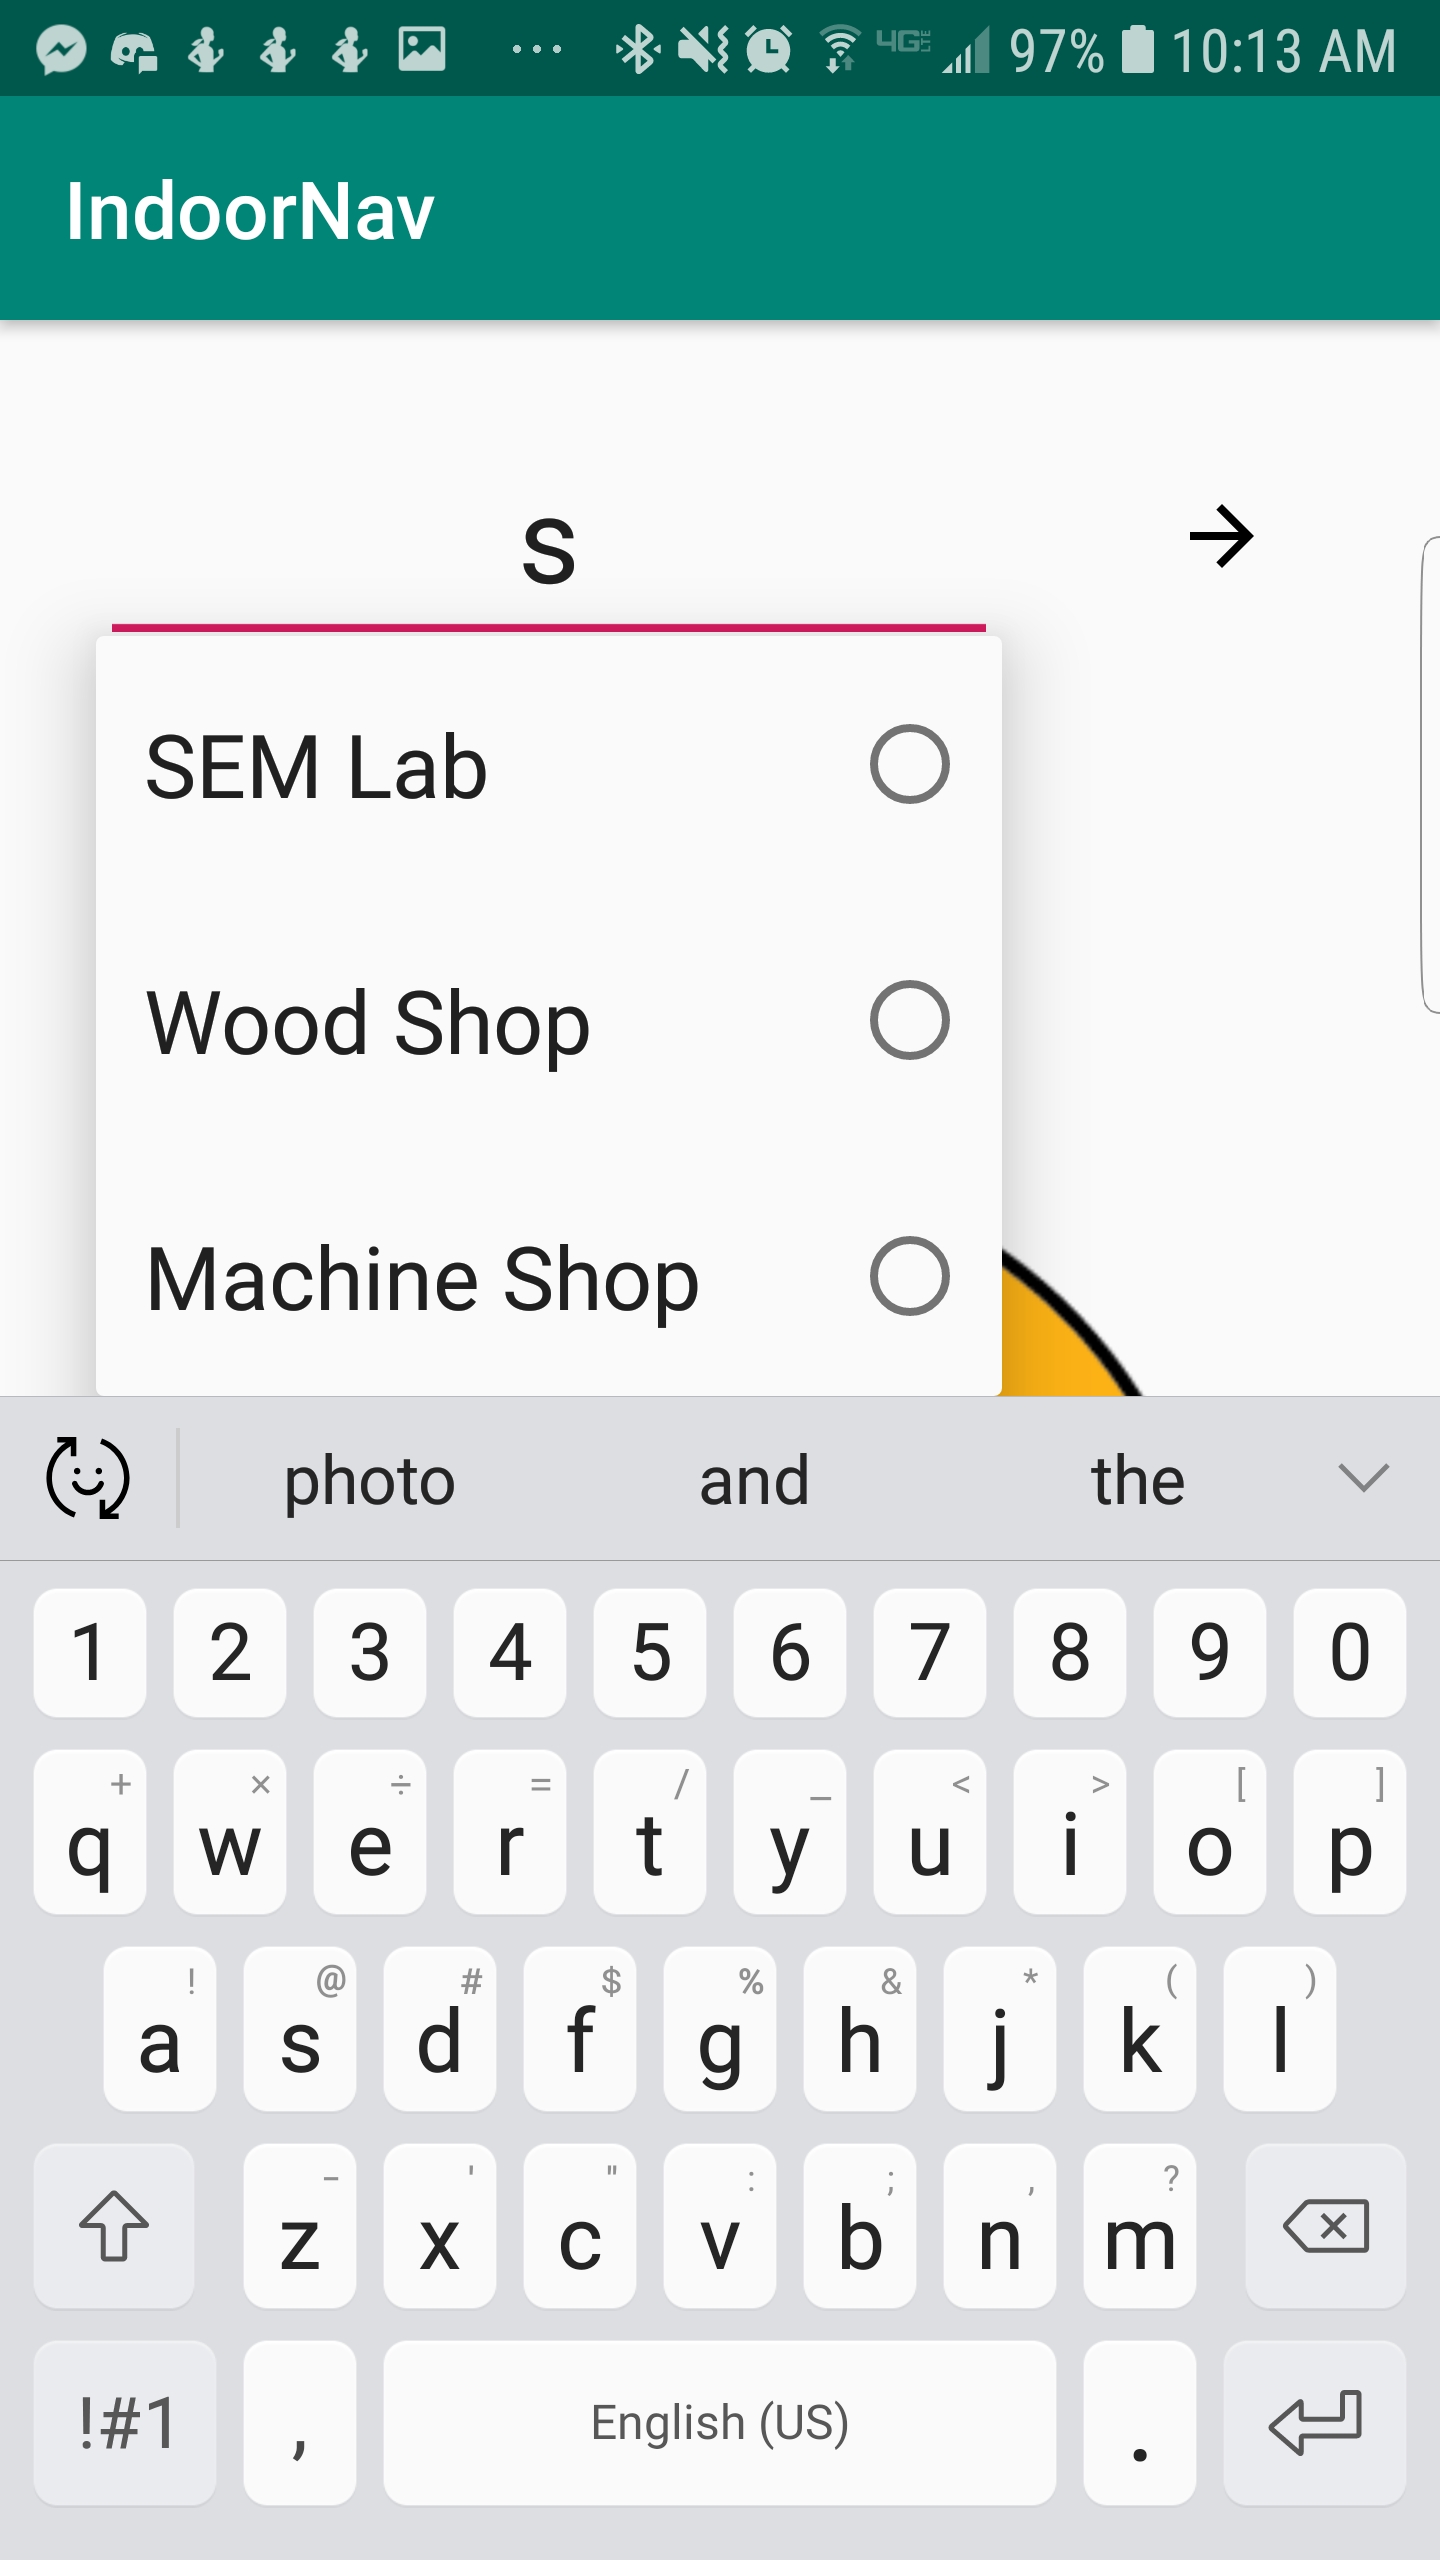 97% 10:13 AM
4G LTE
IndoorNav
s
SEM Lab
Wood Shop
Machine Shop
photo and the
1 2 3 4 5 6 7 8 9 0
+ × ÷ = / _ < > [ ]
q w e r t y u i o p
! @ # $ % & * ( )
a s d f g h j k l
- ' " : ; , ?
z x c v b n m
!#1 , English (US) .